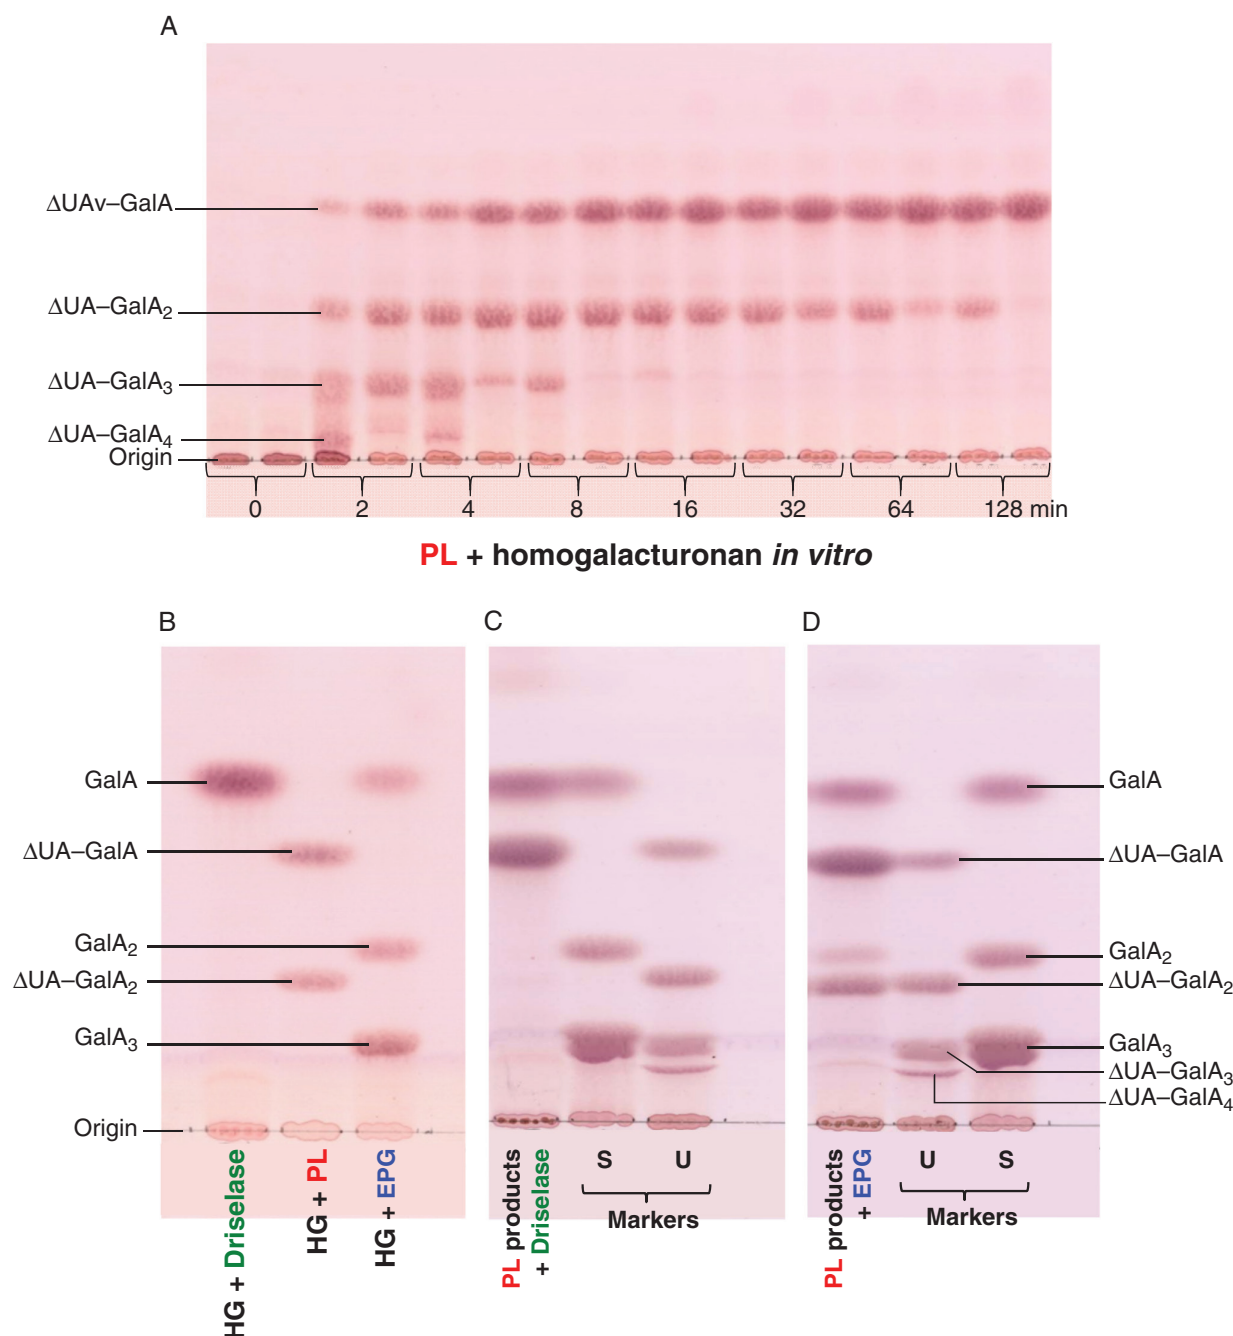 A
ΔUAv–GalA
ΔUA–GalA₂
ΔUA–GalA₃
ΔUA–GalA₄
Origin
0 2 4 8 16 32 64 128 min
PL + homogalacturonan in vitro
B
C
D
GalA
ΔUA–GalA
GalA₂
ΔUA–GalA₂
GalA₃
Origin
GalA
ΔUA–GalA
GalA₂
ΔUA–GalA₂
GalA₃
ΔUA–GalA₃
ΔUA–GalA₄
HG + Driselase
HG + PL
HG + EPG
PL products
+ Driselase
S U
Markers
PL products
+ EPG
U S
Markers